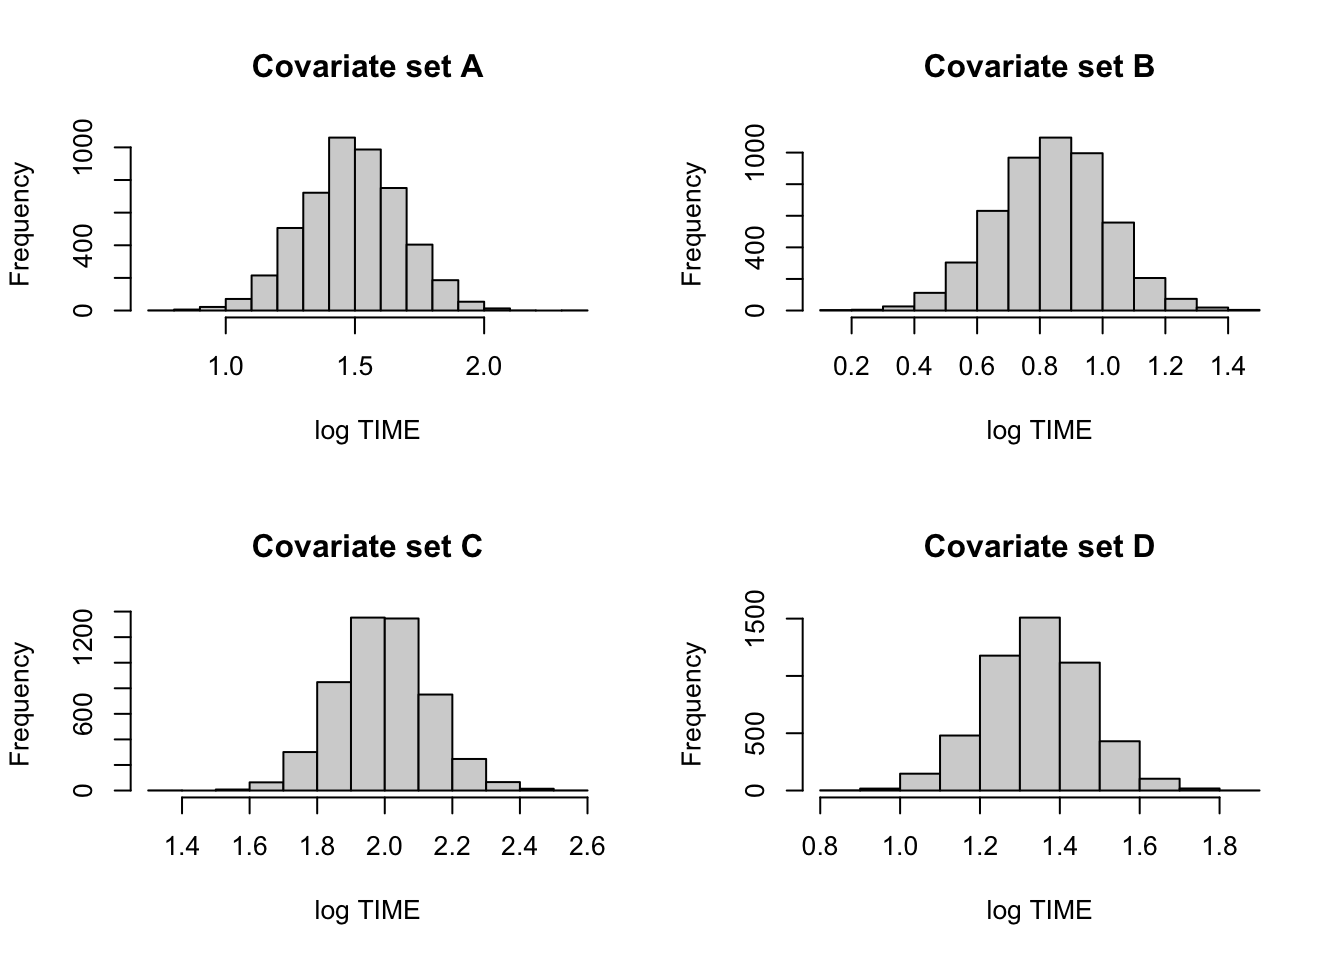 Covariate set A
Frequency
0 400 1000
1.0 1.5 2.0
log TIME
Covariate set B
Frequency
0 400 1000
0.2 0.4 0.6 0.8 1.0 1.2 1.4
log TIME
Covariate set C
Frequency
0 600 1200
1.4 1.6 1.8 2.0 2.2 2.4 2.6
log TIME
Covariate set D
Frequency
0 500 1500
0.8 1.0 1.2 1.4 1.6 1.8
log TIME